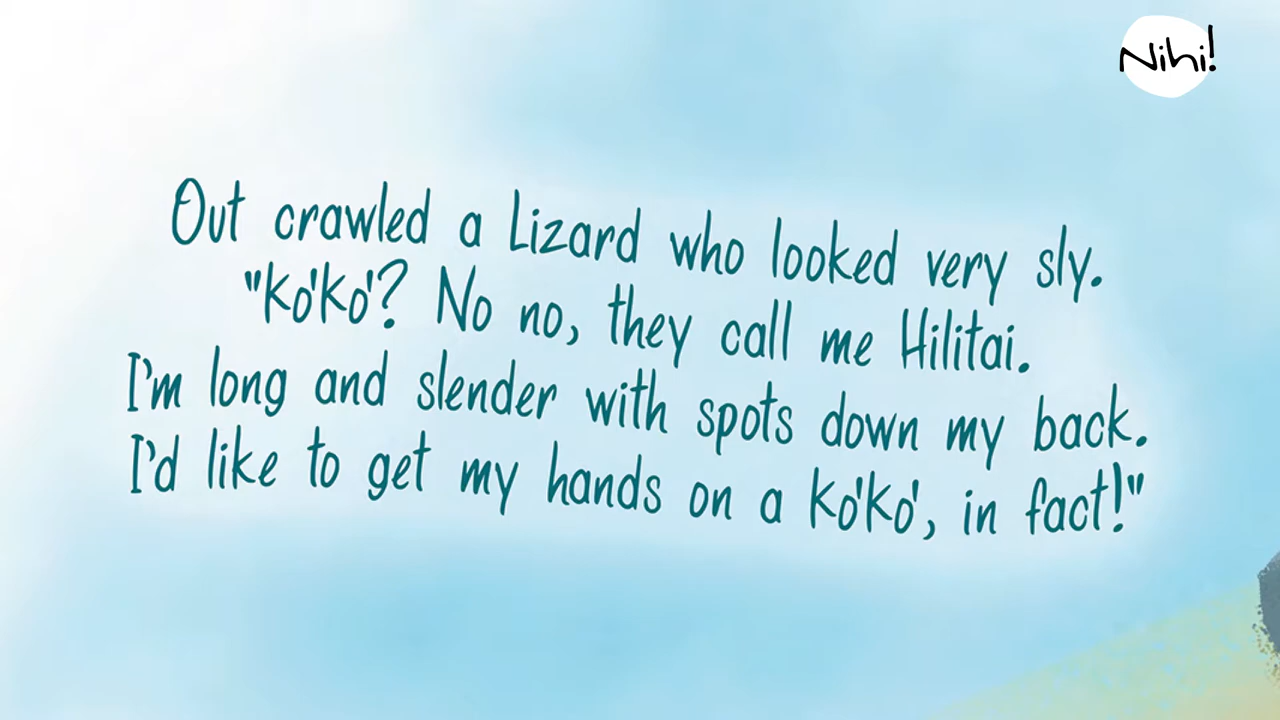 Nihi!
Out crawled a Lizard who looked very sly.
"Ko'Ko'? No no, they call me Hilitai.
I'm long and slender with spots down my back.
I'd like to get my hands on a Ko'Ko', in fact!"